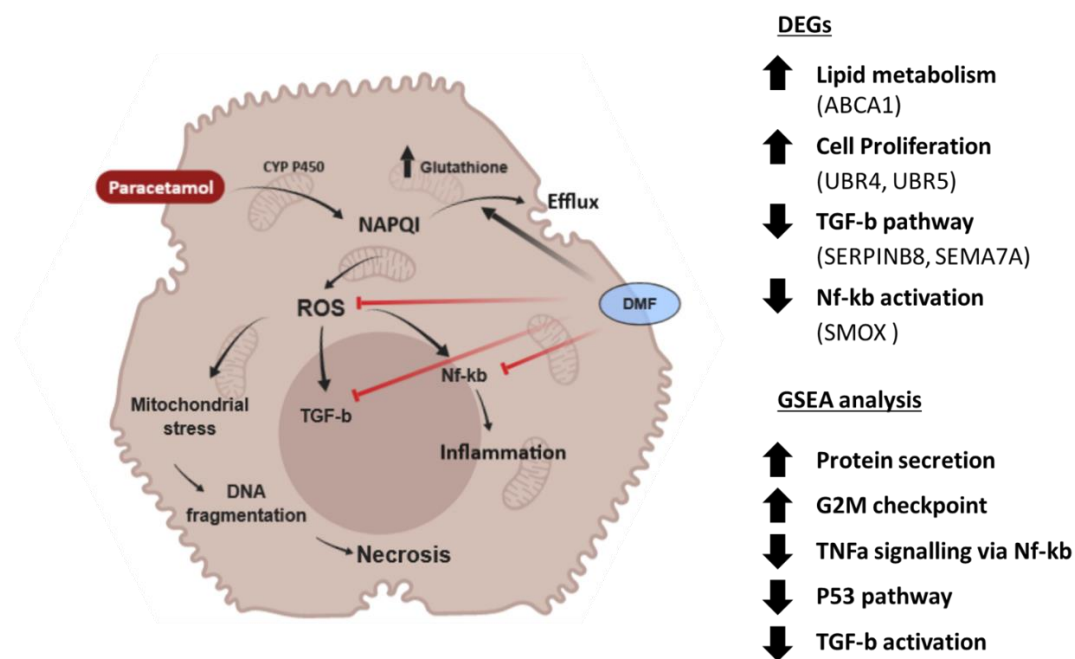 Paracetamol
CYP P450
Glutathione
NAPQI
Efflux
ROS
DMF
Nf-kb
TGF-b
Mitochondrial
stress
Inflammation
DNA
fragmentation
Necrosis
DEGs
Lipid metabolism
(ABCA1)
Cell Proliferation
(UBR4, UBR5)
TGF-b pathway
(SERPINB8, SEMA7A)
Nf-kb activation
(SMOX )
GSEA analysis
Protein secretion
G2M checkpoint
TNFa signalling via Nf-kb
P53 pathway
TGF-b activation